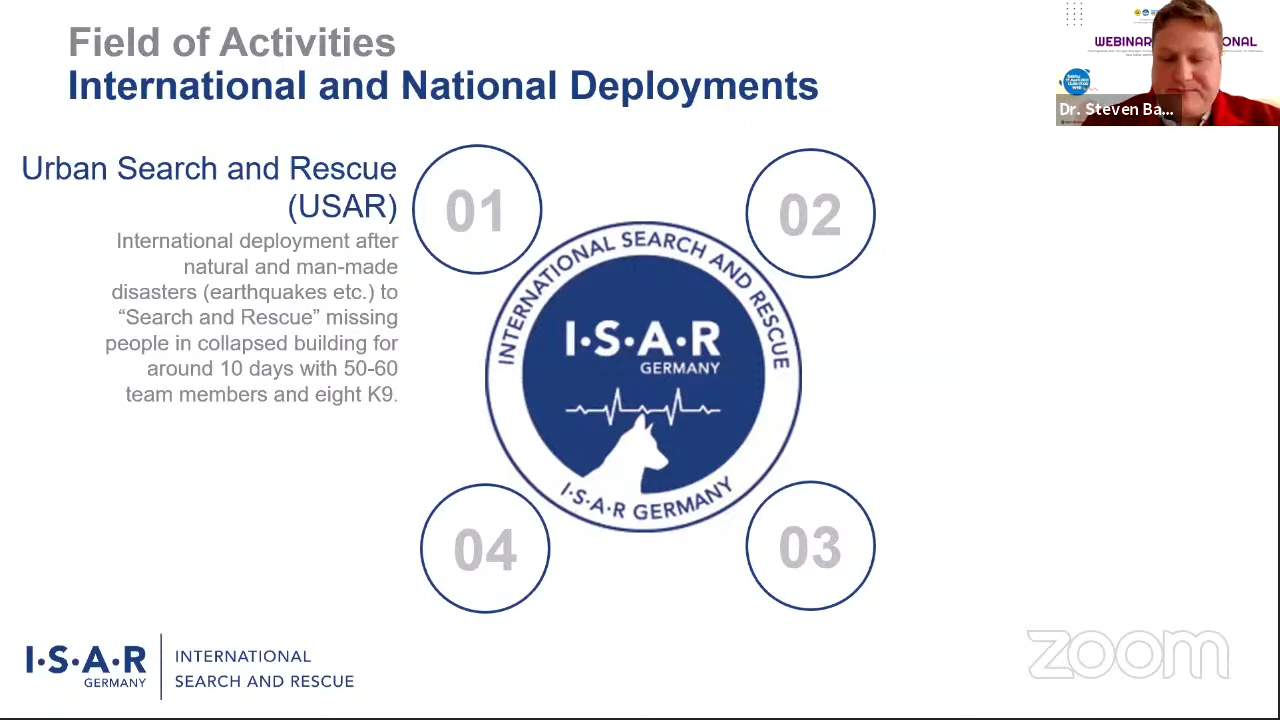 Field of Activities
International and National Deployments
WEBINAR
ONAL
Dr. Steven Ba...
Urban Search and Rescue
(USAR)
International deployment after
natural and man-made
disasters (earthquakes etc.) to
“Search and Rescue” missing
people in collapsed building for
around 10 days with 50-60
team members and eight K9.
01
02
INTERNATIONAL SEARCH AND RESCUE
I·S·A·R
GERMANY
I·S·A·R GERMANY
04
03
I·S·A·R
GERMANY
INTERNATIONAL
SEARCH AND RESCUE
zoom